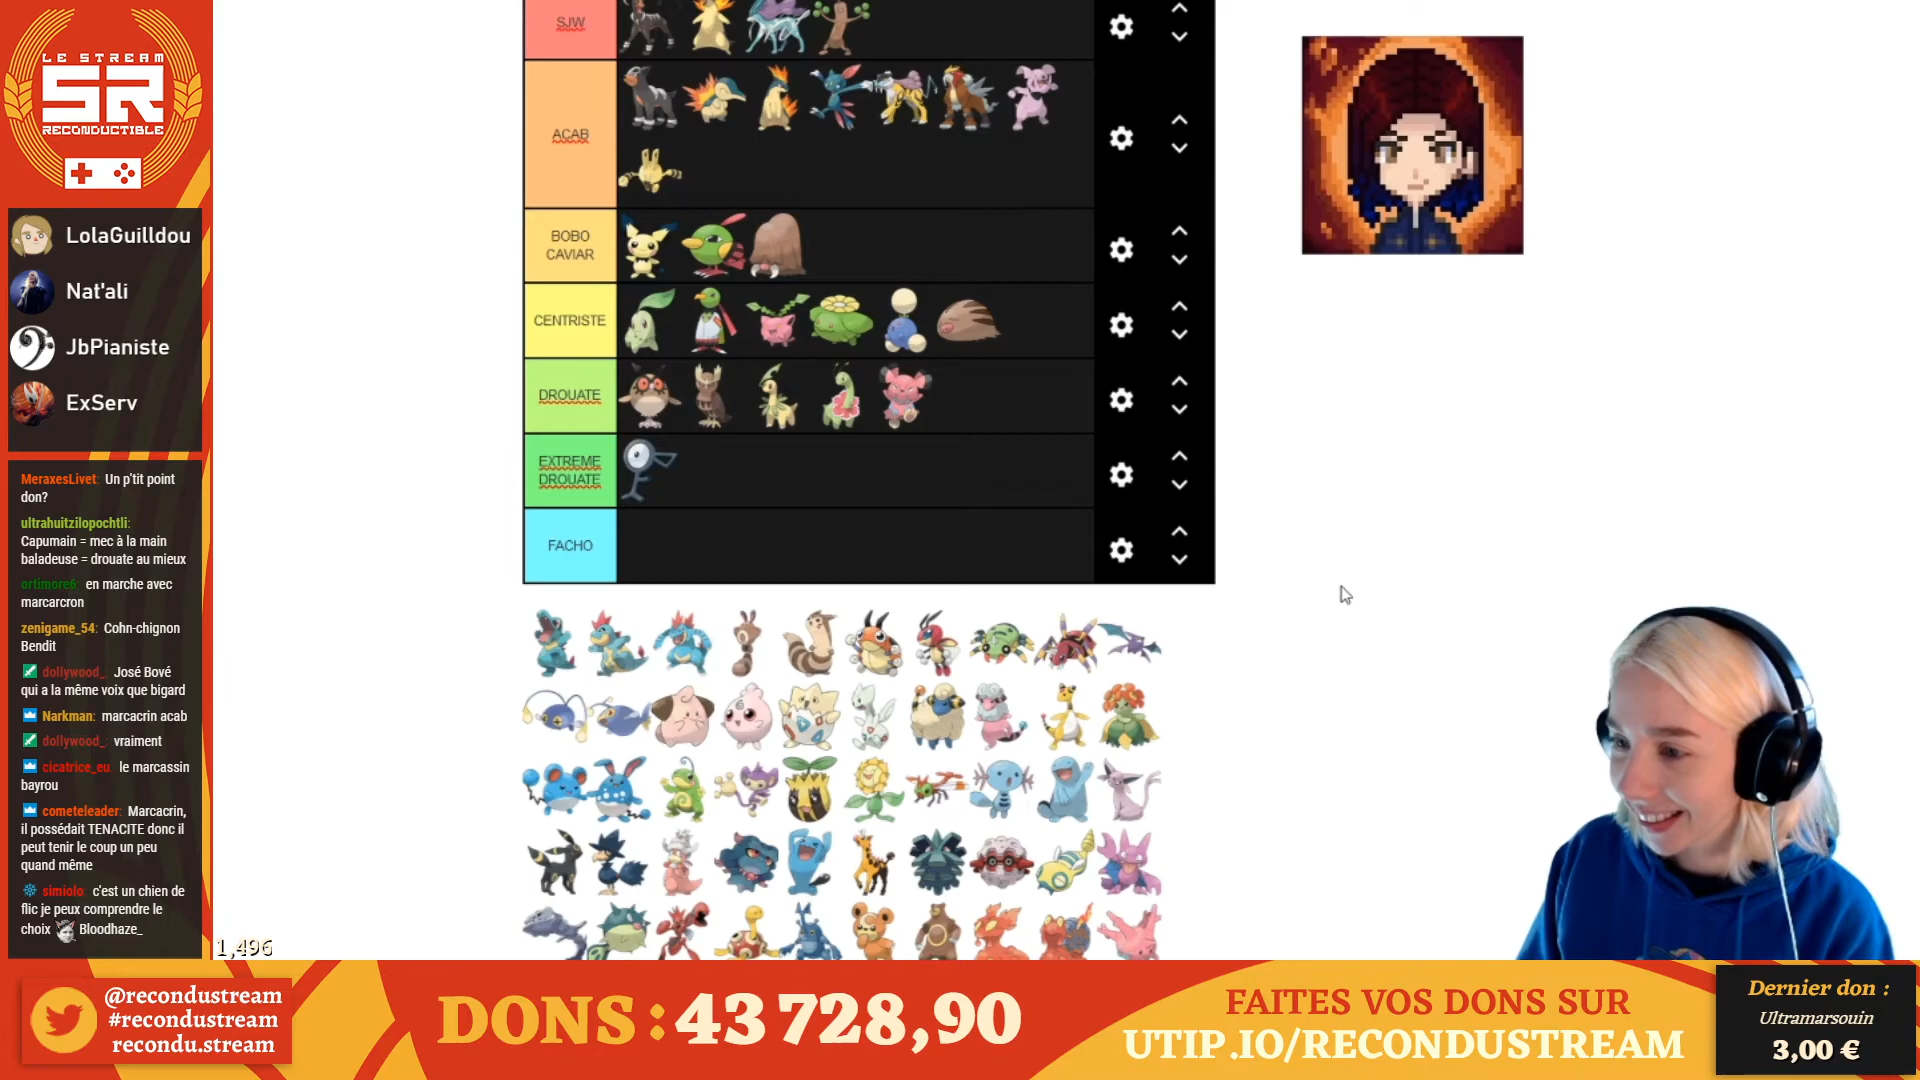 LE STREAM
SR
RECONDUCTIBLE
LolaGuilldou
Nat'ali
JbPianiste
ExServ
MeraxesLivet: Un p'tit point
don?
ultrahuitzilopochtli:
Capumain = mec à la main
baladeuse = drouate au mieux
ortimore6: en marche avec
marcarcron
zenigame_54: Cohn-chignon
Bendit
dollywood_: José Bové
qui a la même voix que bigard
Narkman: marcacrin acab
dollywood_: vraiment
cicatrice_eu: le marcassin
bayrou
cometeleader: Marcacrin,
il possédait TENACITE donc il
peut tenir le coup un peu
quand même
simiolo: c'est un chien de
flic je peux comprendre le
choix Bloodhaze_
1,496
SJW
ACAB
BOBO
CAVIAR
CENTRISTE
DROUATE
EXTREME
DROUATE
FACHO
@recondustream
#recondustream
recondu.stream
DONS : 43 728,90
FAITES VOS DONS SUR
UTIP.IO/RECONDUSTREAM
Dernier don :
Ultramarsouin
3,00 €